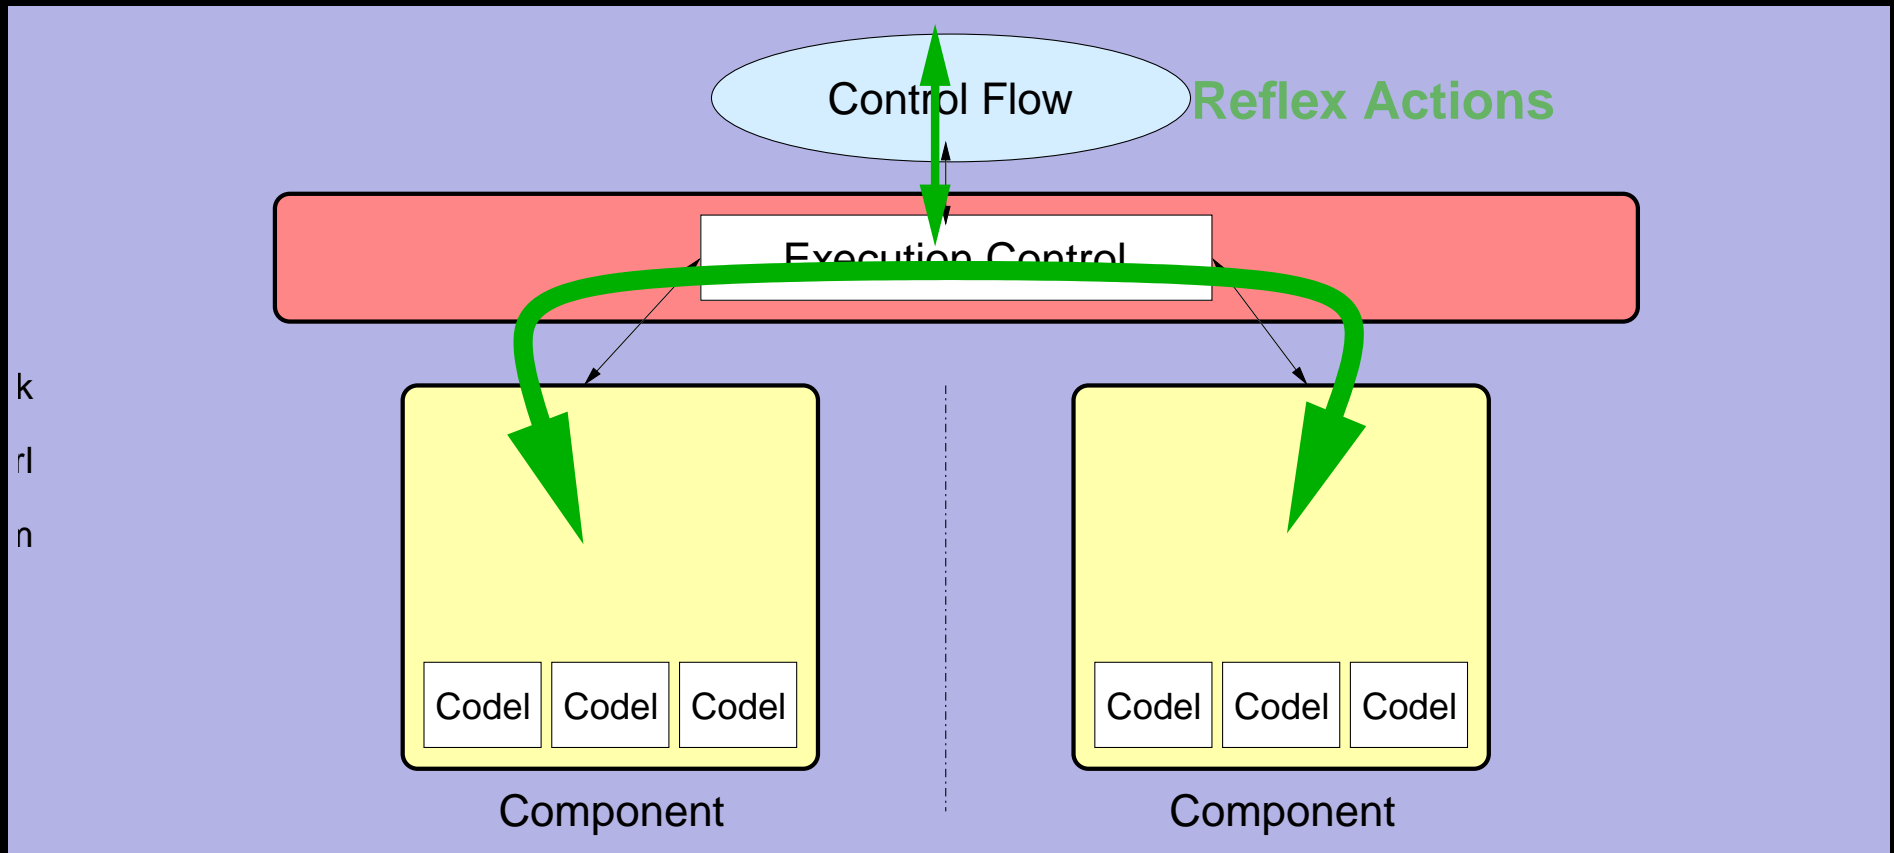 Control Flow
Reflex Actions
Execution Control
k
rl
Codel Codel Codel
Codel Codel Codel
Component
Component